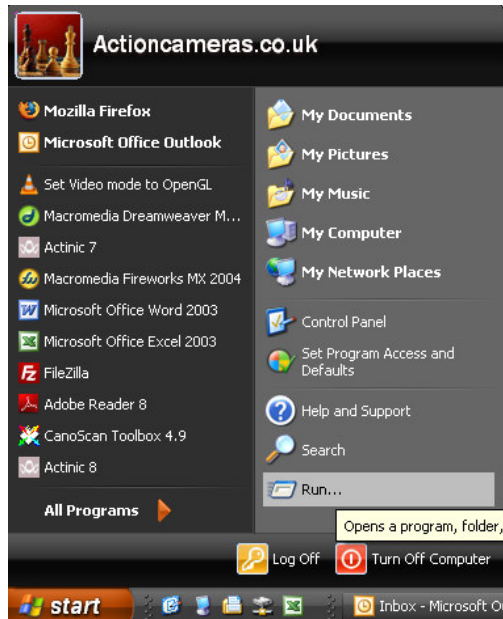 Actioncameras.co.uk
Mozilla Firefox
Microsoft Office Outlook
Set Video mode to OpenGL
Macromedia Dreamweaver M...
Actinic 7
Macromedia Fireworks MX 2004
Microsoft Office Word 2003
Microsoft Office Excel 2003
FileZilla
Adobe Reader 8
CanoScan Toolbox 4.9
Actinic 8
All Programs
My Documents
My Pictures
My Music
My Computer
My Network Places
Control Panel
Set Program Access and
Defaults
Help and Support
Search
Run...
Opens a program, folder,
Log Off
Turn Off Computer
start
Inbox - Microsoft O